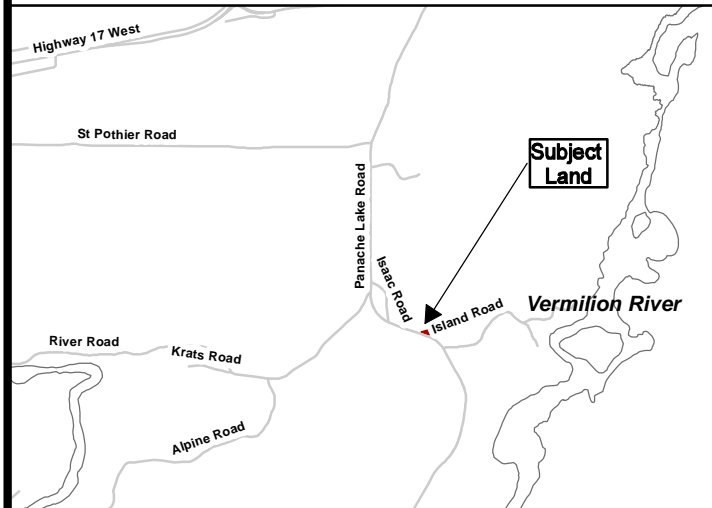 Highway 17 West
St Pothier Road
Subject
Land
Panache Lake Road
Isaac Road
Island Road
Vermilion River
River Road
Krats Road
Alpine Road